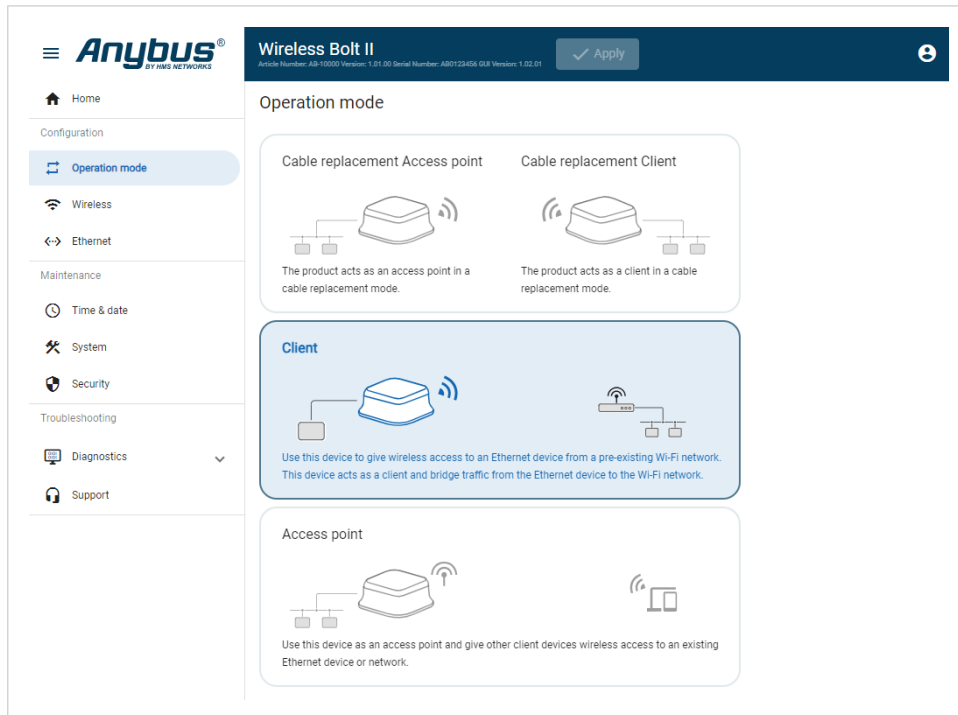 Anybus®
BY HMS NETWORKS
Wireless Bolt II
Article Number: AB-10000 Version: 1.01.00 Serial Number: AB0123456 GUI Version: 1.02.01
Apply
Home
Configuration
Operation mode
Wireless
Ethernet
Maintenance
Time & date
System
Security
Troubleshooting
Diagnostics
Support
Operation mode
Cable replacement Access point
The product acts as an access point in a
cable replacement mode.
Cable replacement Client
The product acts as a client in a cable
replacement mode.
Client
Use this device to give wireless access to an Ethernet device from a pre-existing Wi-Fi network.
This device acts as a client and bridge traffic from the Ethernet device to the Wi-Fi network.
Access point
Use this device as an access point and give other client devices wireless access to an existing
Ethernet device or network.